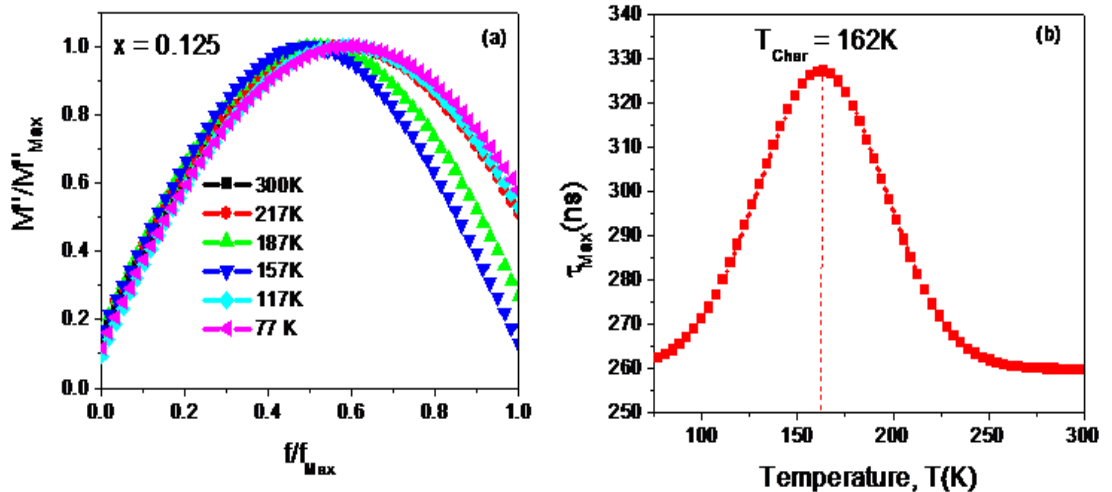 x = 0.125
(a)
M''/M''Max
1.0
0.8
0.6
0.4
0.2
0.0
300K
217K
187K
157K
117K
77 K
0.0 0.2 0.4 0.6 0.8 1.0
f/fMax
TChar = 162K
(b)
τMax(ns)
340
330
320
310
300
290
280
270
260
250
100 150 200 250 300
Temperature, T(K)